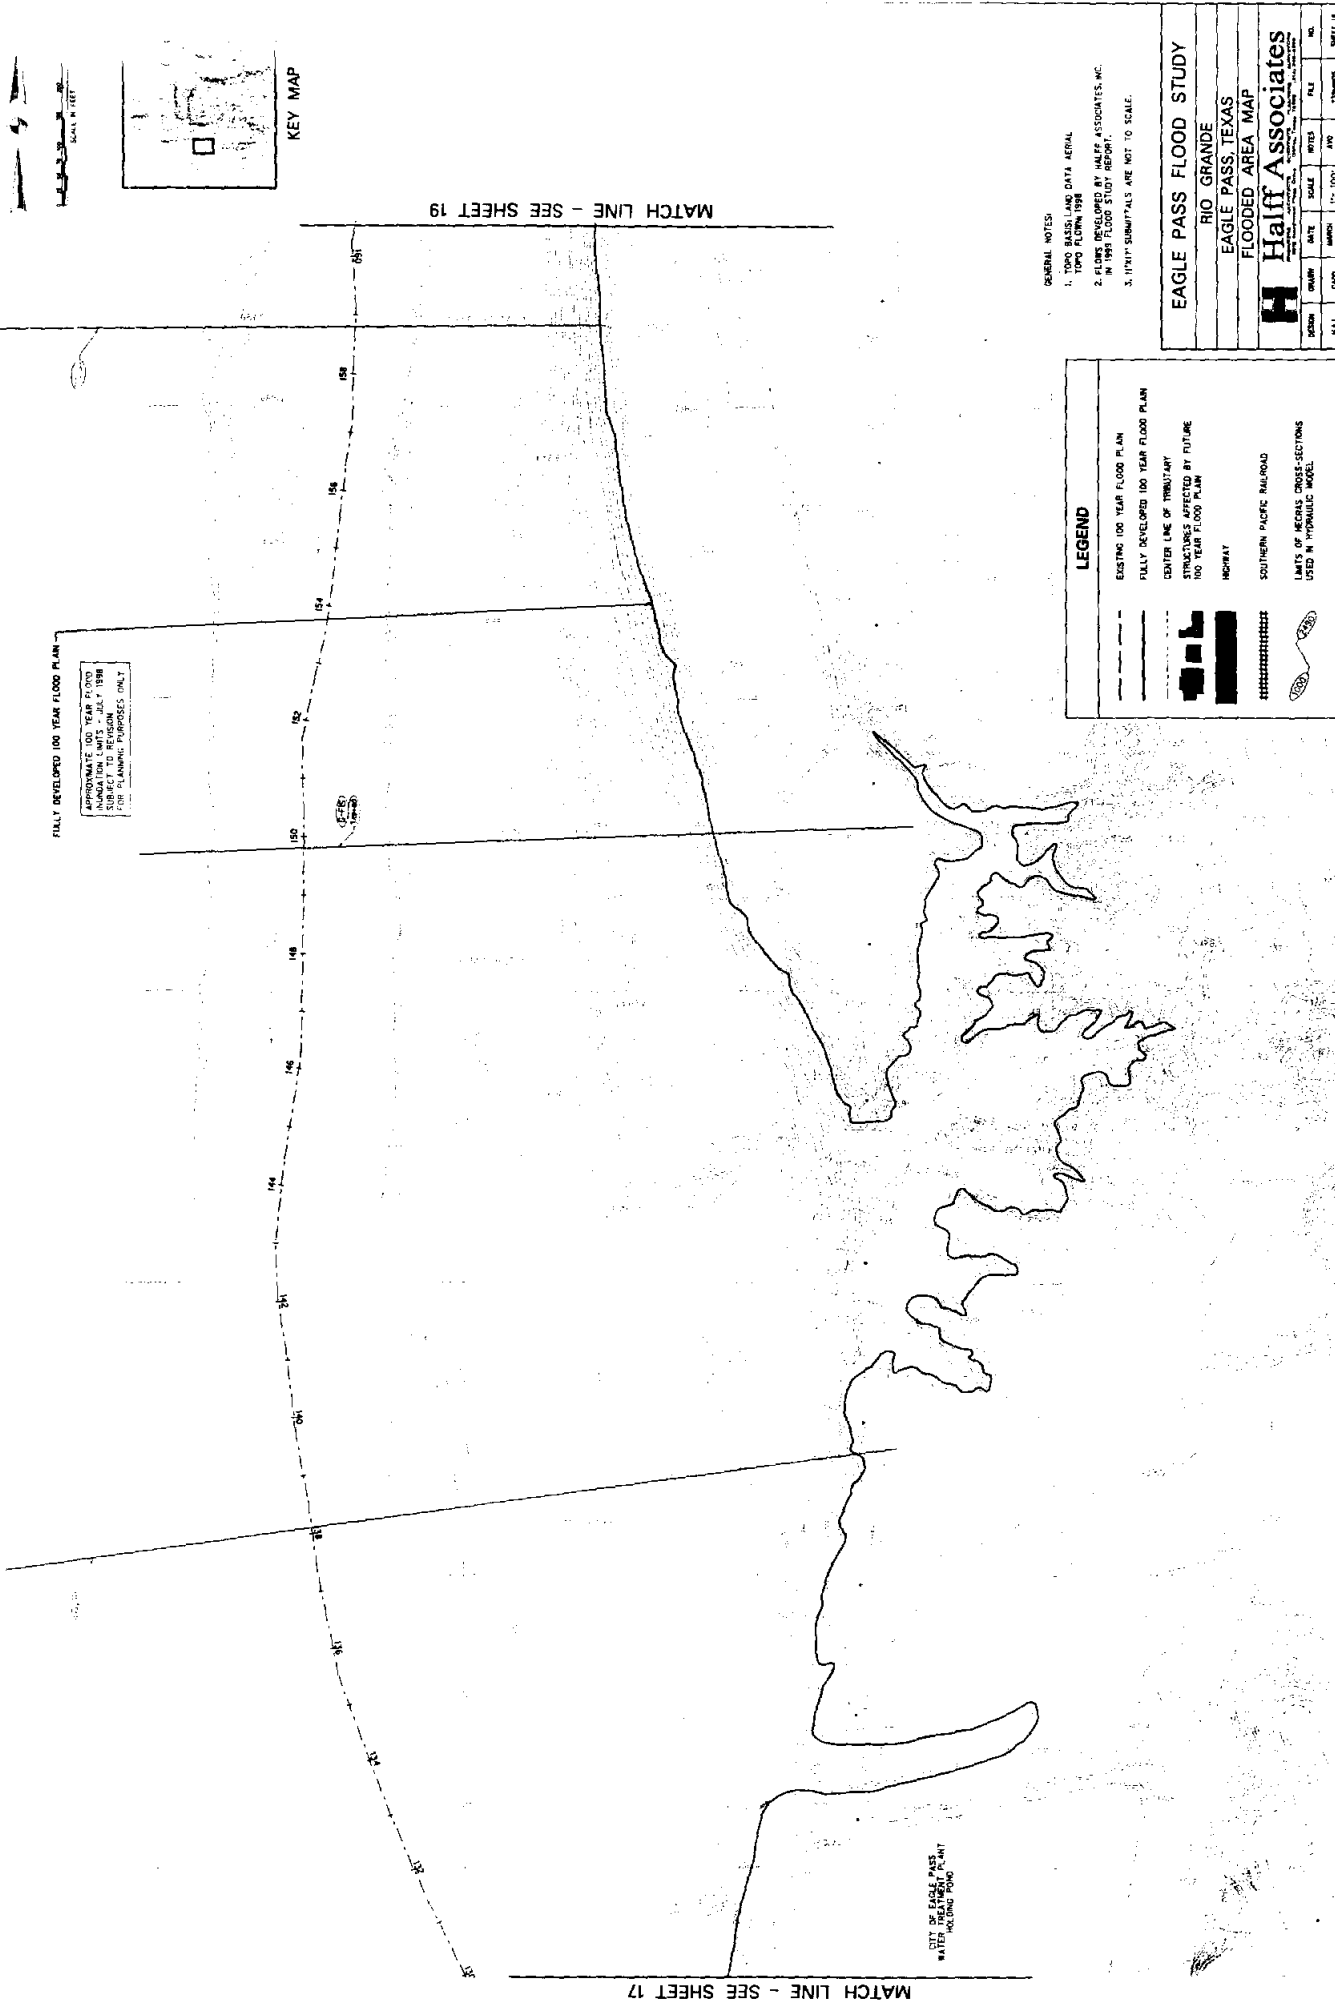 SCALE IN FEET
KEY MAP
MATCH LINE - SEE SHEET 19
FULLY DEVELOPED 100 YEAR FLOOD PLAIN
APPROXIMATE 100 YEAR FLOOD
INUNDATION LIMITS - JULY 1998
SUBJECT TO REVISION
FOR PLANNING PURPOSES ONLY
160
158
156
154
152
150
148
146
144
142
140
138
136
134
132
CITY OF EAGLE PASS
WATER TREATMENT PLANT
HOLDING POND
MATCH LINE - SEE SHEET 17
GENERAL NOTES:
1. TOPO BASIS: LAND DATA AERIAL
TOPO FLOWN 1998
2. FLOWS DEVELOPED BY HALFF ASSOCIATES, INC.
IN 1999 FLOOD STUDY REPORT.
3. 11"X17" SUBMITTALS ARE NOT TO SCALE.
LEGEND
EXISTING 100 YEAR FLOOD PLAIN
FULLY DEVELOPED 100 YEAR FLOOD PLAIN
CENTER LINE OF TRIBUTARY
STRUCTURES AFFECTED BY FUTURE
100 YEAR FLOOD PLAIN
HIGHWAY
SOUTHERN PACIFIC RAILROAD
LIMITS OF HECRAS CROSS-SECTIONS
USED IN HYDRAULIC MODEL
EAGLE PASS FLOOD STUDY
RIO GRANDE
EAGLE PASS, TEXAS
FLOODED AREA MAP
Halff Associates
DESIGN DRAWN DATE SCALE NOTES FILE NO.